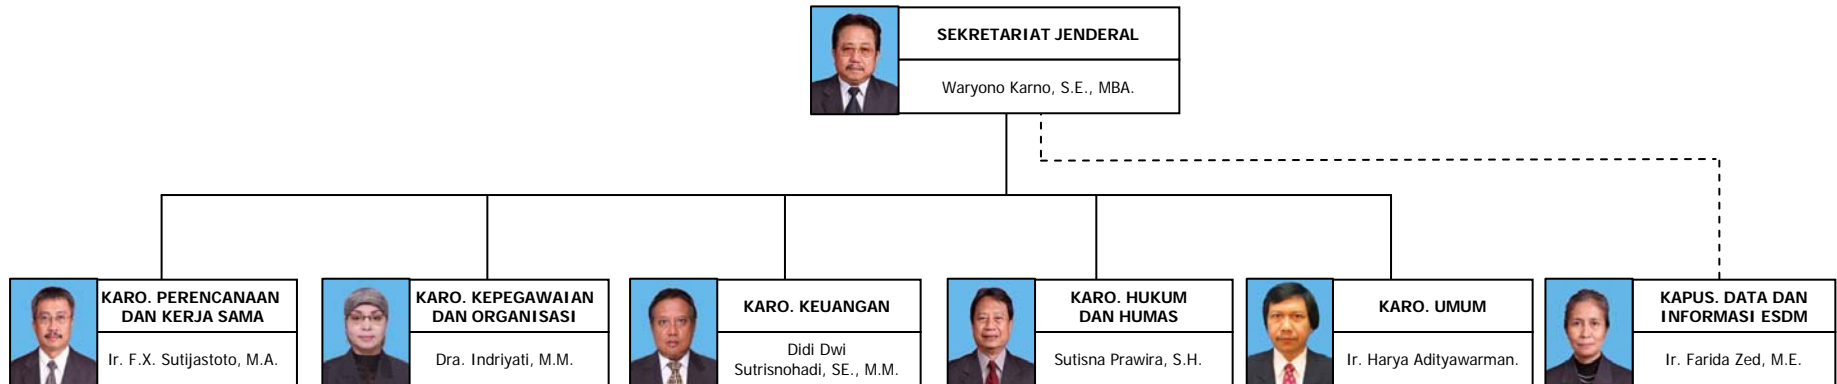 SEKRETARIAT JENDERAL
Waryono Karno, S.E., MBA.
KARO. PERENCANAAN
DAN KERJA SAMA
Ir. F.X. Sutijastoto, M.A.
KARO. KEPEGAWAIAN
DAN ORGANISASI
Dra. Indriyati, M.M.
KARO. KEUANGAN
Didi Dwi
Sutrisnohadi, SE., M.M.
KARO. HUKUM
DAN HUMAS
Sutisna Prawira, S.H.
KARO. UMUM
Ir. Harya Adityawarman.
KAPUS. DATA DAN
INFORMASI ESDM
Ir. Farida Zed, M.E.